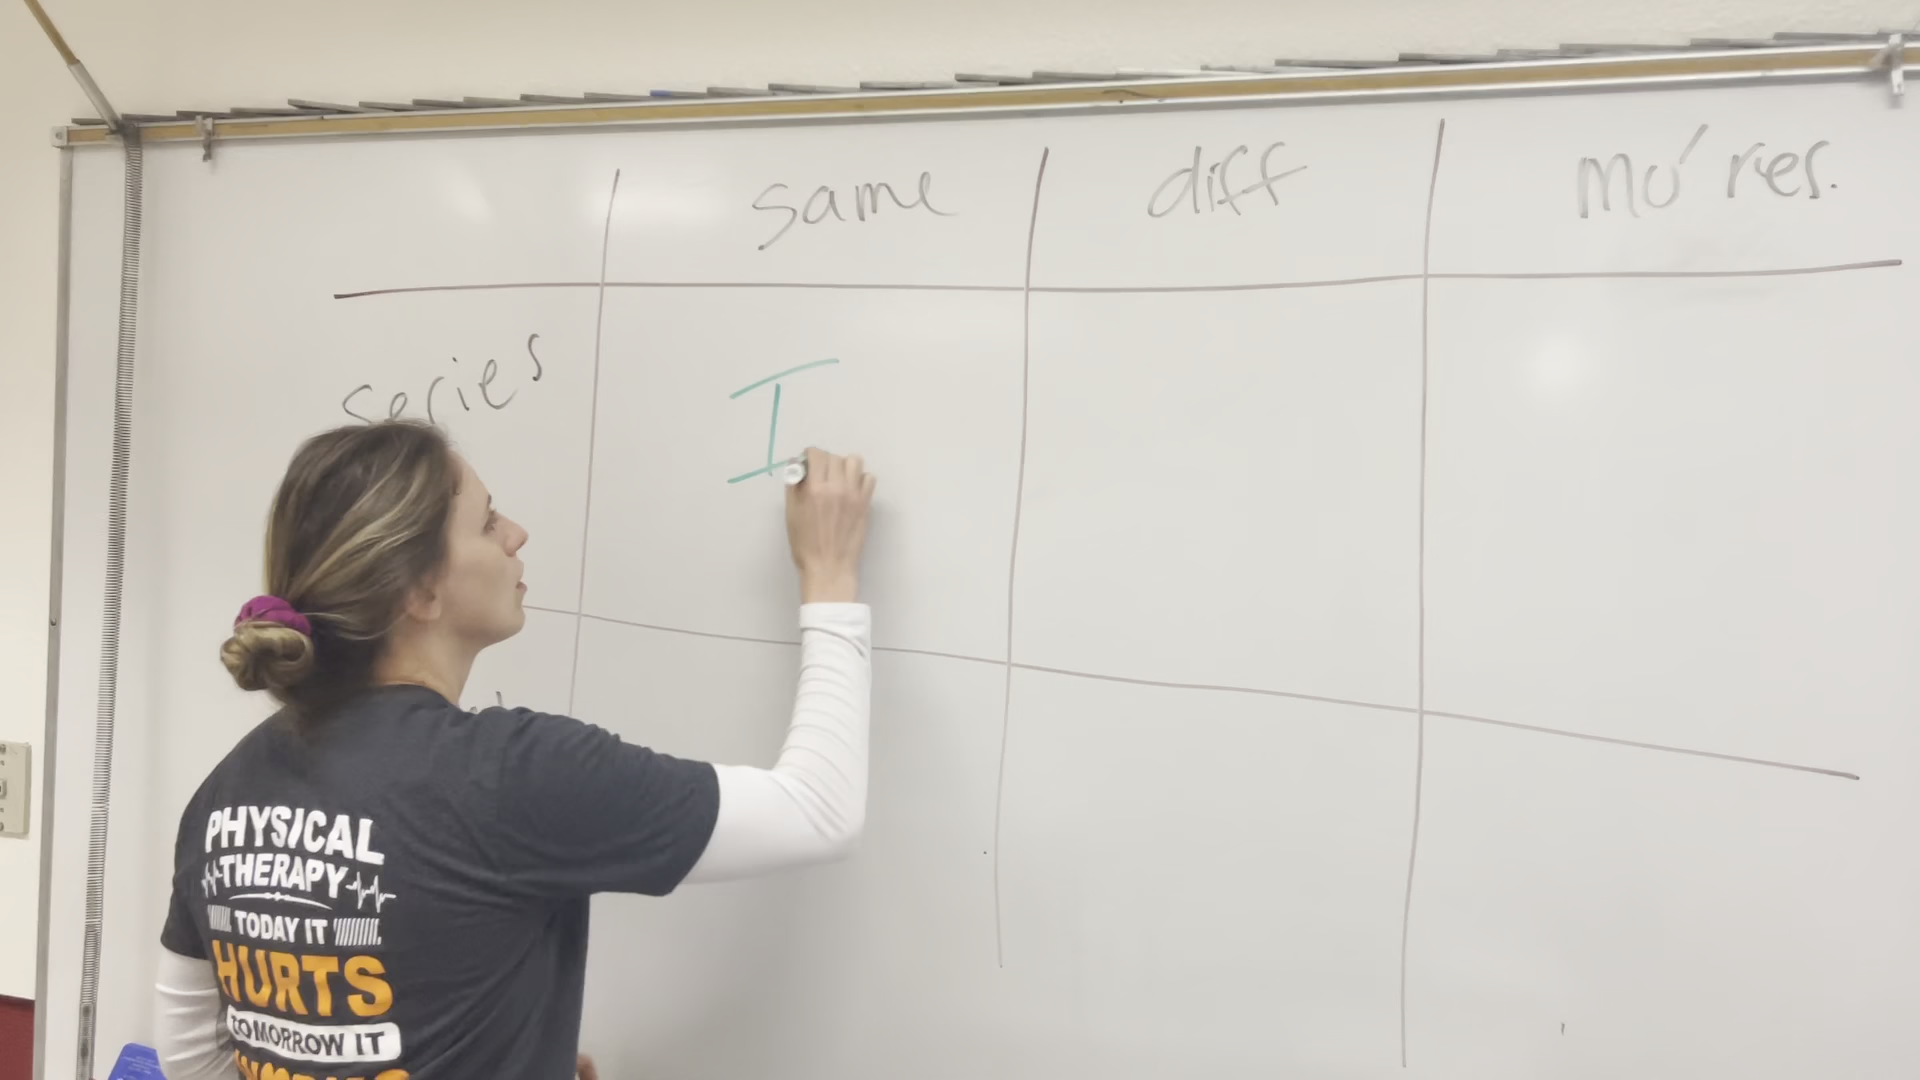 same diff mo' res.
series I
PHYSICAL
THERAPY
TODAY IT
HURTS
TOMORROW IT